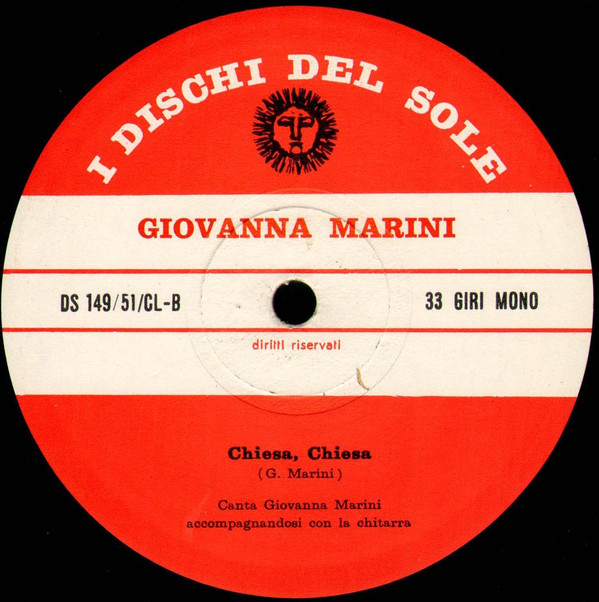 I DISCHI DEL SOLE
GIOVANNA MARINI
DS 149/51/CL-B
33 GIRI MONO
diritti riservati
Chiesa, Chiesa
(G. Marini)
Canta Giovanna Marini
accompagnandosi con la chitarra